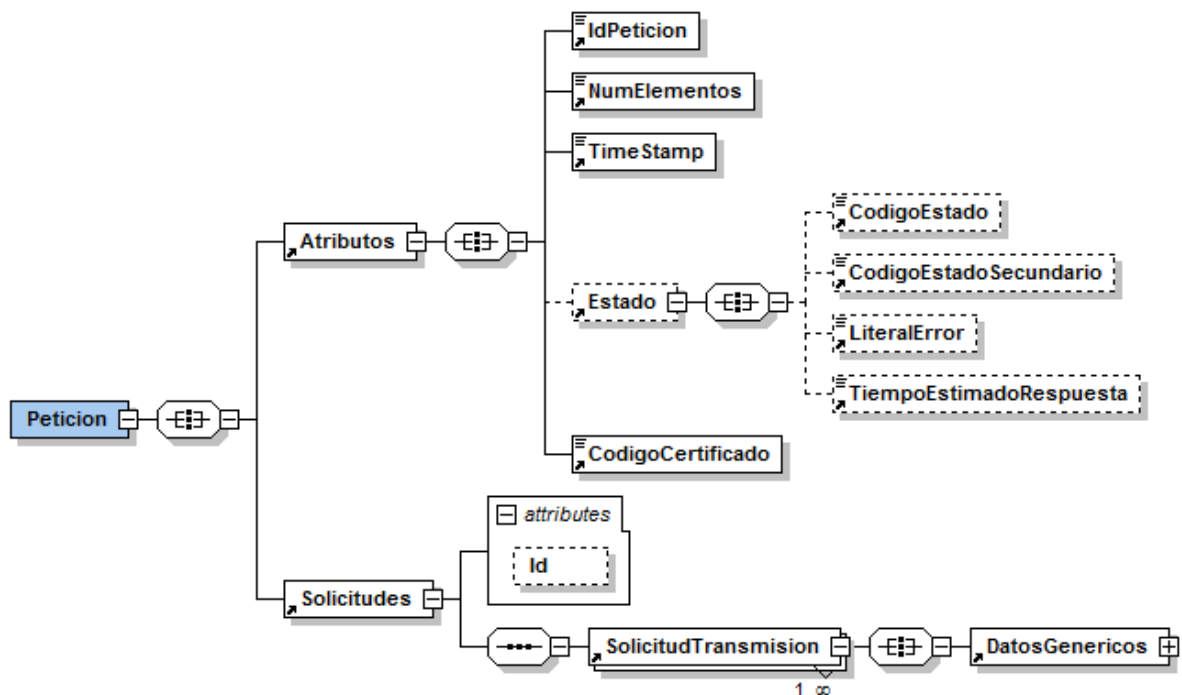 IdPeticion
NumElementos
TimeStamp
CodigoEstado
Atributos
CodigoEstadoSecundario
Estado
LiteralError
TiempoEstimadoRespuesta
Peticion
CodigoCertificado
attributes
Id
Solicitudes
SolicitudTransmision
DatosGenericos
1 ∞